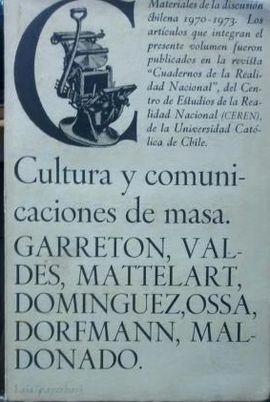 Materiales de la discusión
chilena 1970-1973. Los
artículos que integran el
presente volumen fueron
publicados en la revista
"Cuadernos de la Reali-
dad Nacional", del Cen-
tro de Estudios de la Rea-
lidad Nacional (CEREN),
de la Universidad Cató-
lica de Chile.
Cultura y comuni-
caciones de masa.
GARRETON, VAL-
DES, MATTELART,
DOMINGUEZ,OSSA,
DORFMANN, MAL-
DONADO.
Laia/paperback